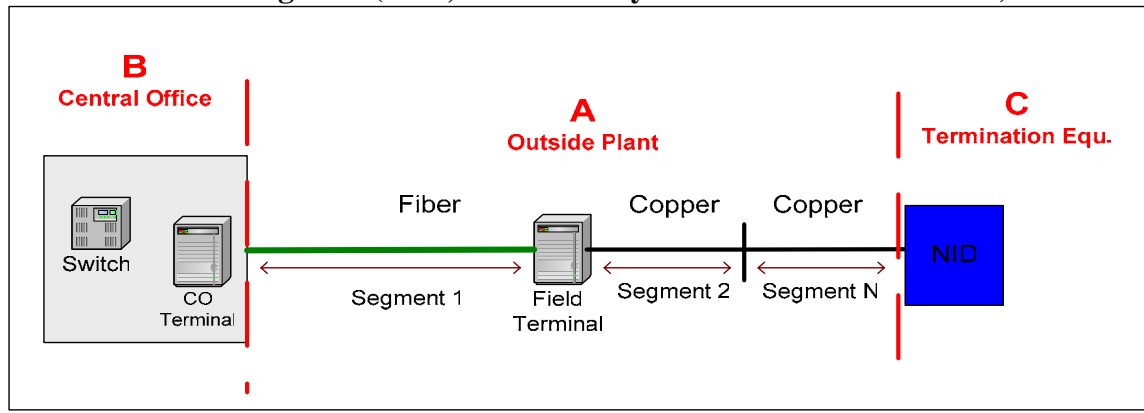 B
Central Office
A
Outside Plant
C
Termination Equ.
Fiber
Copper
Copper
Switch
CO
Terminal
Segment 1
Field
Terminal
Segment 2
Segment N
NID